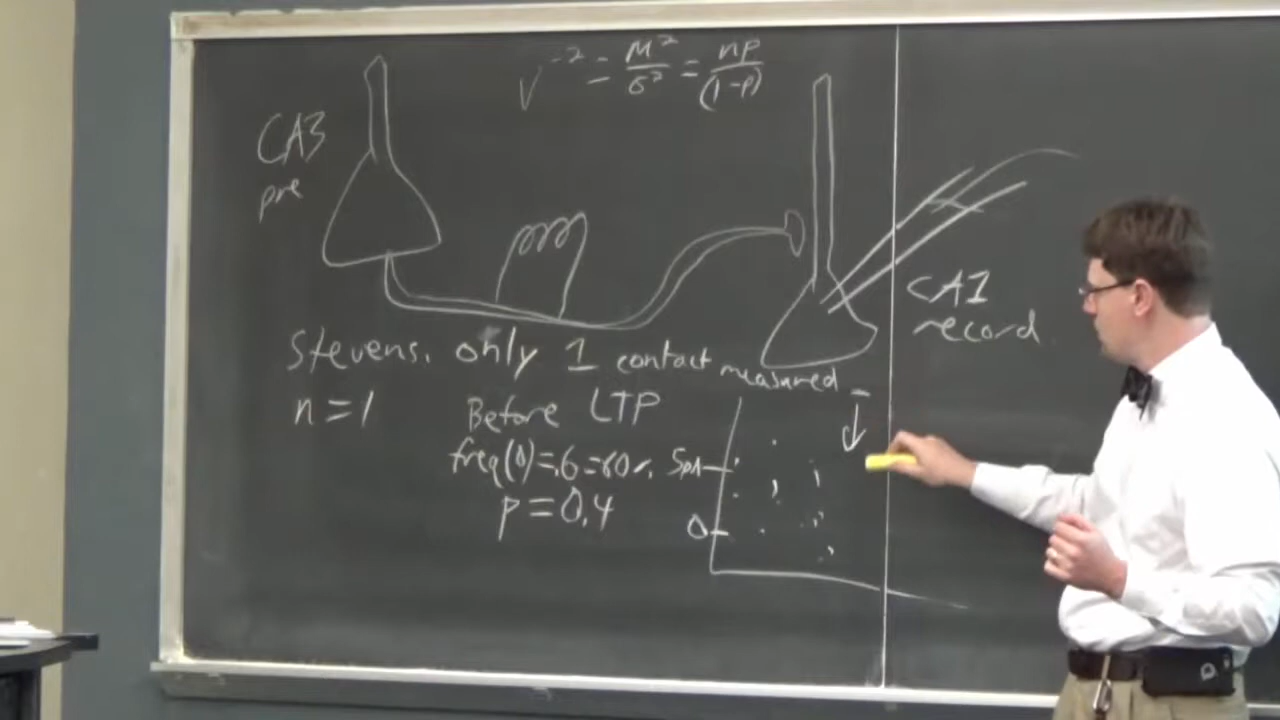 V⁻² = M²/σ² = np/(1-p)
CA3
pre
CA1
record
Stevens. only 1 contact measured
n=1
Before LTP
freq(0)=.6=60%
p=0.4
5pA
0